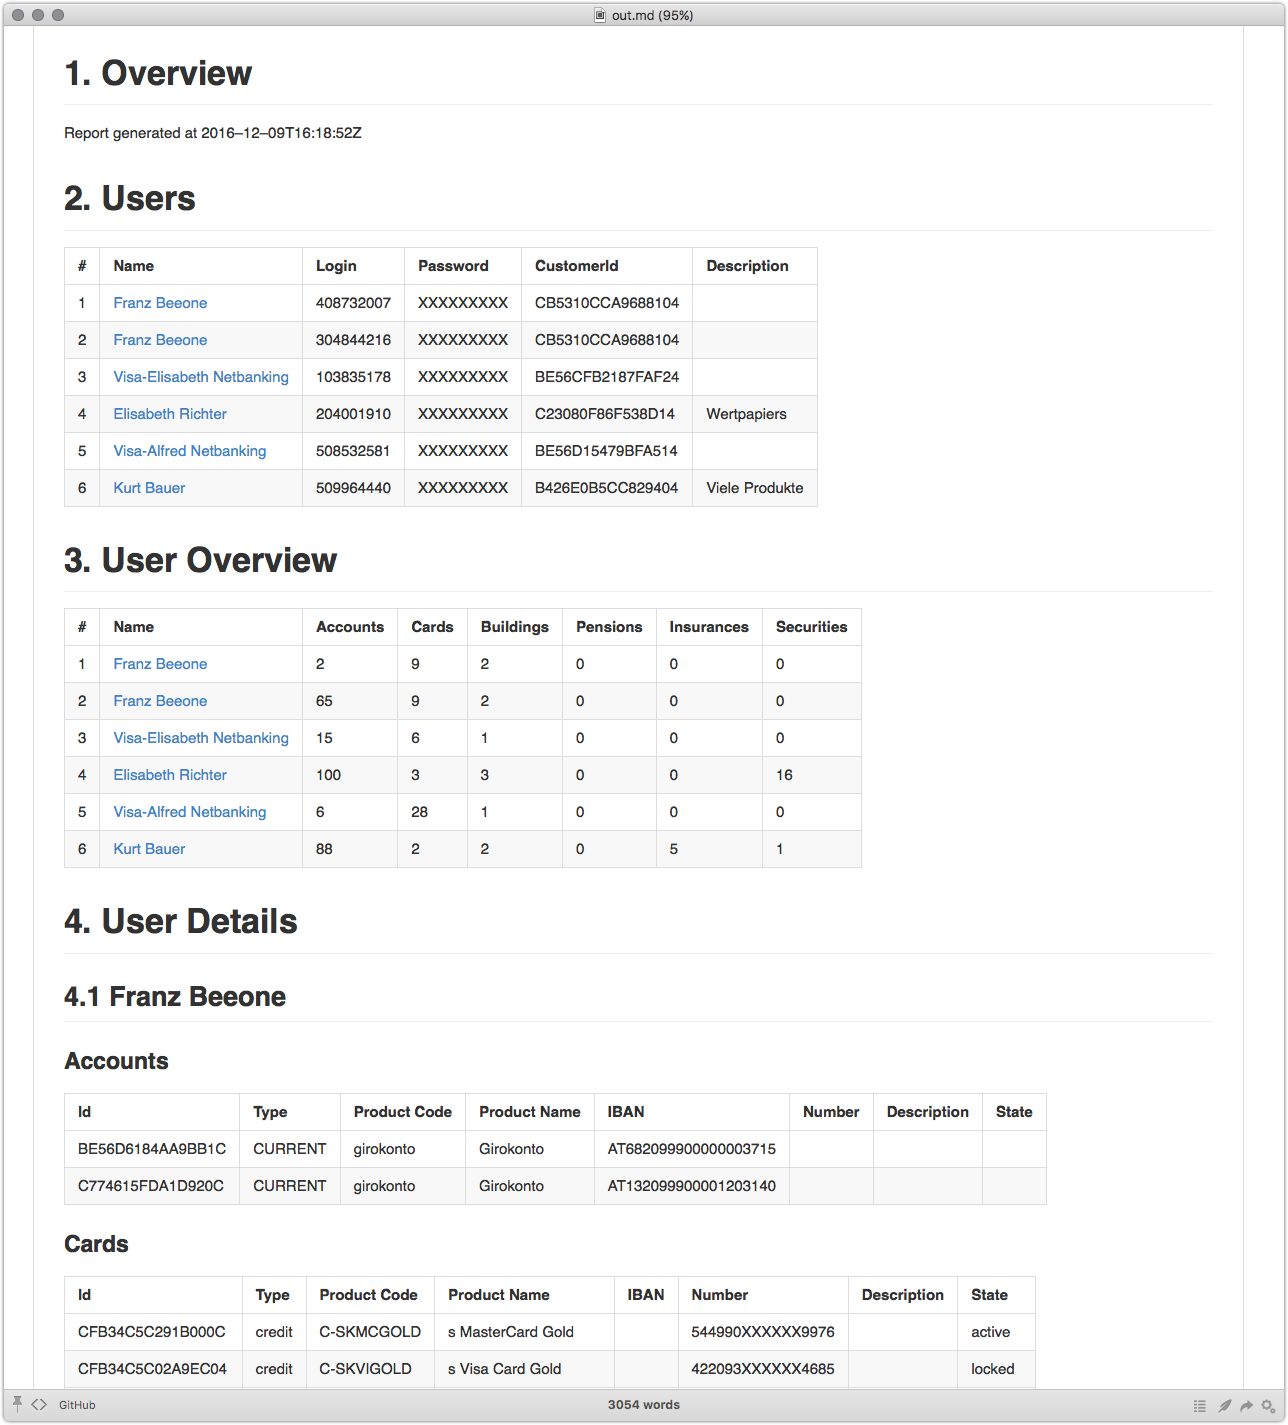 out.md (95%)
1. Overview
Report generated at 2016–12–09T16:18:52Z
2. Users
# Name Login Password CustomerId Description
1 Franz Beeone 408732007 XXXXXXXXX CB5310CCA9688104
2 Franz Beeone 304844216 XXXXXXXXX CB5310CCA9688104
3 Visa-Elisabeth Netbanking 103835178 XXXXXXXXX BE56CFB2187FAF24
4 Elisabeth Richter 204001910 XXXXXXXXX C23080F86F538D14 Wertpapiers
5 Visa-Alfred Netbanking 508532581 XXXXXXXXX BE56D15479BFA514
6 Kurt Bauer 509964440 XXXXXXXXX B426E0B5CC829404 Viele Produkte
3. User Overview
# Name Accounts Cards Buildings Pensions Insurances Securities
1 Franz Beeone 2 9 2 0 0 0
2 Franz Beeone 65 9 2 0 0 0
3 Visa-Elisabeth Netbanking 15 6 1 0 0 0
4 Elisabeth Richter 100 3 3 0 0 16
5 Visa-Alfred Netbanking 6 28 1 0 0 0
6 Kurt Bauer 88 2 2 0 5 1
4. User Details
4.1 Franz Beeone
Accounts
Id Type Product Code Product Name IBAN Number Description State
BE56D6184AA9BB1C CURRENT girokonto Girokonto AT682099900000003715
C774615FDA1D920C CURRENT girokonto Girokonto AT132099900001203140
Cards
Id Type Product Code Product Name IBAN Number Description State
CFB34C5C291B000C credit C-SKMCGOLD s MasterCard Gold 544990XXXXXX9976 active
CFB34C5C02A9EC04 credit C-SKVIGOLD s Visa Card Gold 422093XXXXXX4685 locked
GitHub 3054 words